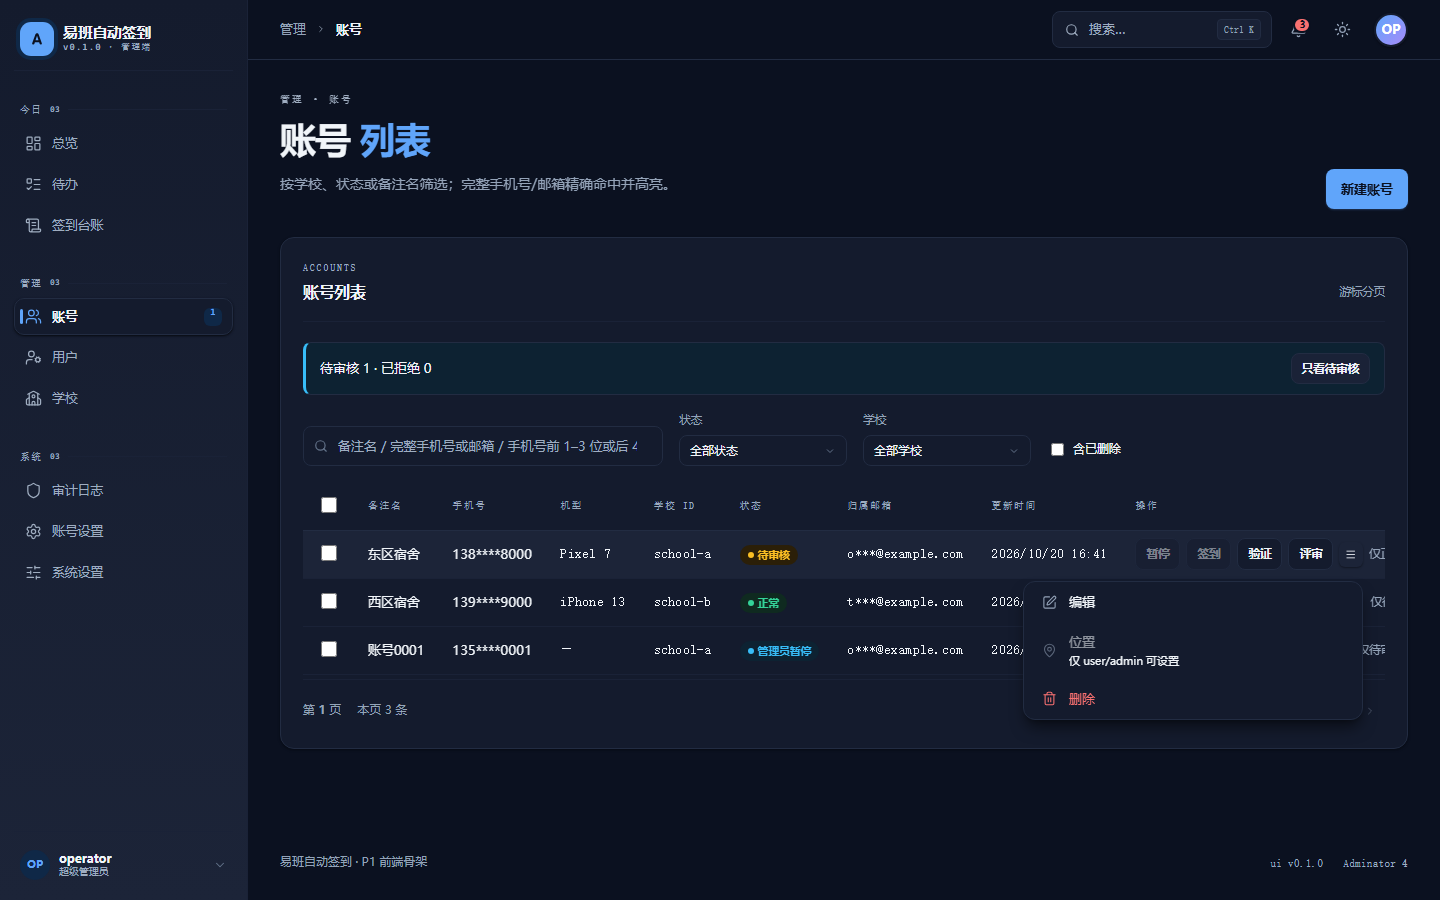 A
易班自动签到
v0.1.0 · 管理端
今日 03
总览
待办
签到台账
管理 03
账号 1
用户
学校
系统 03
审计日志
账号设置
系统设置
OP
operator
超级管理员
管理 › 账号
搜索... Ctrl K
3
OP
管理 · 账号
账号 列表
按学校、状态或备注名筛选；完整手机号/邮箱精确命中并高亮。
新建账号
ACCOUNTS
账号列表
游标分页
待审核 1 · 已拒绝 0
只看待审核
状态
学校
备注名 / 完整手机号或邮箱 / 手机号前 1–3 位或后 4
全部状态
全部学校
含已删除
备注名 手机号 机型 学校 ID 状态 归属邮箱 更新时间 操作
东区宿舍 138****8000 Pixel 7 school-a 待审核 o***@example.com 2026/10/20 16:41 暂停 签到 验证 评审 仅
西区宿舍 139****9000 iPhone 13 school-b 正常 t***@example.com 2026/ 仅
账号0001 135****0001 — school-a 管理员暂停 o***@example.com 2026/ 待
编辑
位置
仅 user/admin 可设置
删除
第 1 页 本页 3 条
易班自动签到 · P1 前端骨架
ui v0.1.0 Adminator 4